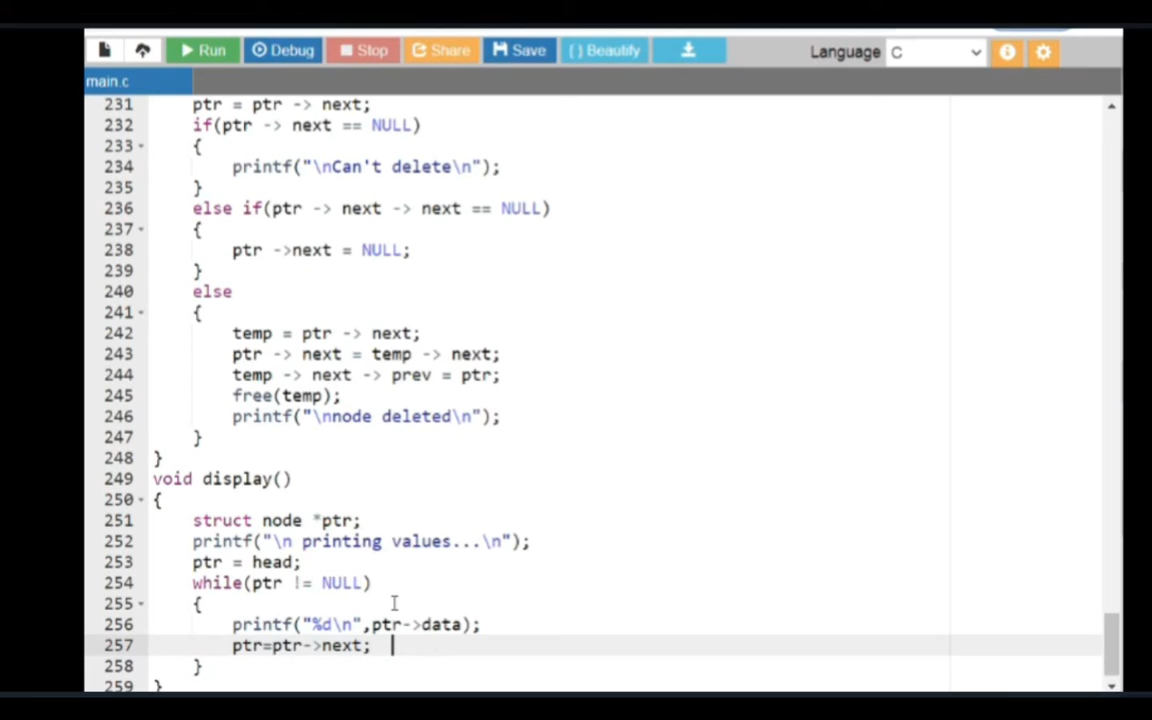 Run Debug Stop Share Save { } Beautify Language C
main.c
231 ptr = ptr -> next;
232 if(ptr -> next == NULL)
233 {
234 printf("\nCan't delete\n");
235 }
236 else if(ptr -> next -> next == NULL)
237 {
238 ptr ->next = NULL;
239 }
240 else
241 {
242 temp = ptr -> next;
243 ptr -> next = temp -> next;
244 temp -> next -> prev = ptr;
245 free(temp);
246 printf("\nnode deleted\n");
247 }
248 }
249 void display()
250 {
251 struct node *ptr;
252 printf("\n printing values...\n");
253 ptr = head;
254 while(ptr != NULL)
255 {
256 printf("%d\n",ptr->data);
257 ptr=ptr->next;
258 }
259 }